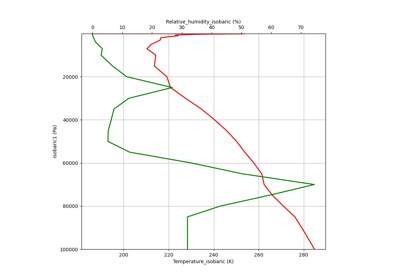 Relative_humidity_isobaric (%)
0 10 20 30 40 50 60 70
20000
40000
60000
80000
100000
isobaric1 (Pa)
200 220 240 260 280
Temperature_isobaric (K)